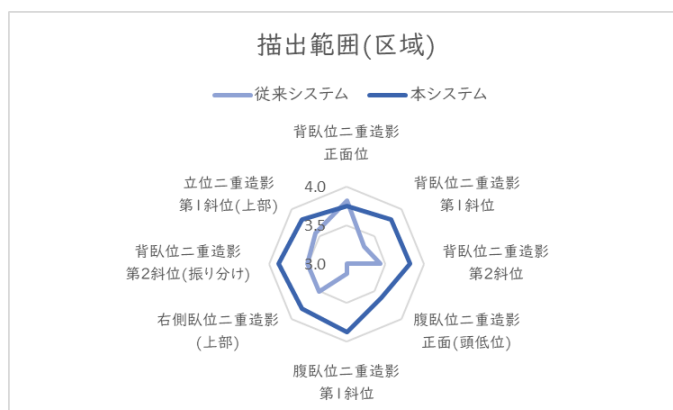 描出範囲(区域)
従来システム
本システム
背臥位二重造影
正面位
背臥位二重造影
第1斜位
背臥位二重造影
第2斜位
腹臥位二重造影
正面(頭低位)
腹臥位二重造影
第1斜位
右側臥位二重造影
(上部)
背臥位二重造影
第2斜位(振り分け)
立位二重造影
第1斜位(上部)
4.0
3.5
3.0